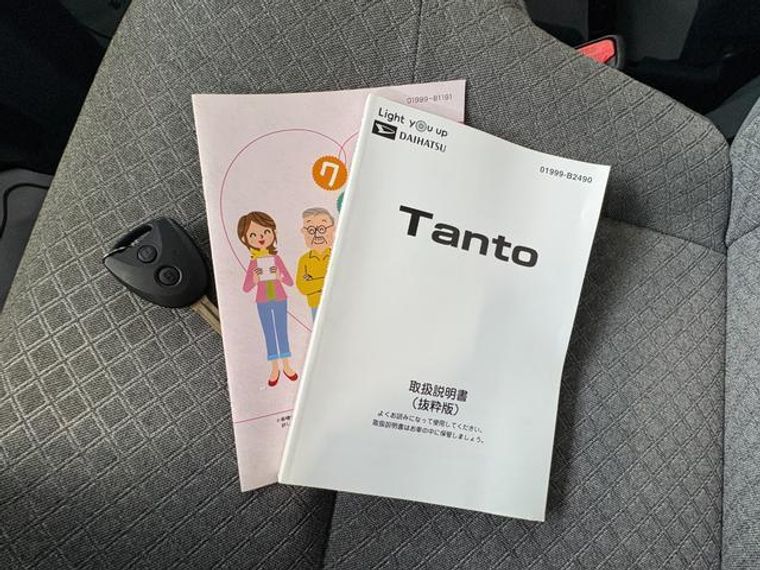 01999-B1191
ク
Light you up
DAIHATSU
01999-B2490
Tanto
取扱説明書
(抜粋版)
よくお読みになって使用してください。
取扱説明書はお車の中に保管しましょう。